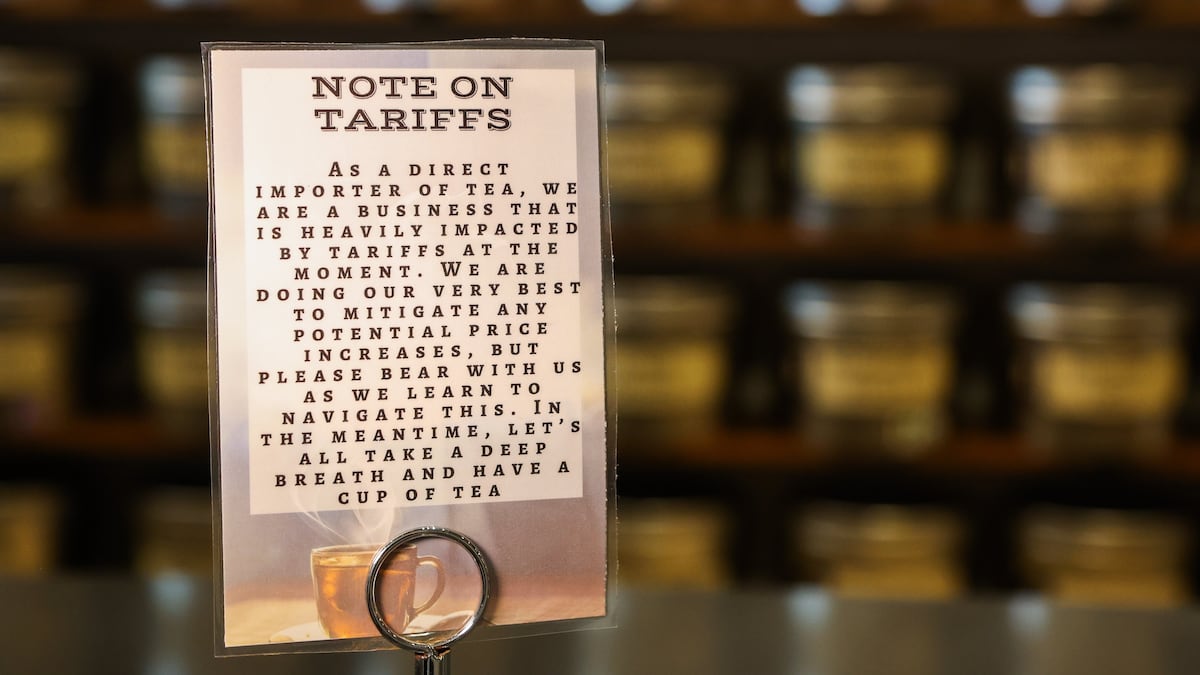 NOTE ON
TARIFFS
AS A DIRECT
IMPORTER OF TEA, WE
ARE A BUSINESS THAT
IS HEAVILY IMPACTED
BY TARIFFS AT THE
MOMENT. WE ARE
DOING OUR VERY BEST
TO MITIGATE ANY
POTENTIAL PRICE
INCREASES, BUT
PLEASE BEAR WITH US
AS WE LEARN TO
NAVIGATE THIS. IN
THE MEANTIME, LET'S
ALL TAKE A DEEP
BREATH AND HAVE A
CUP OF TEA